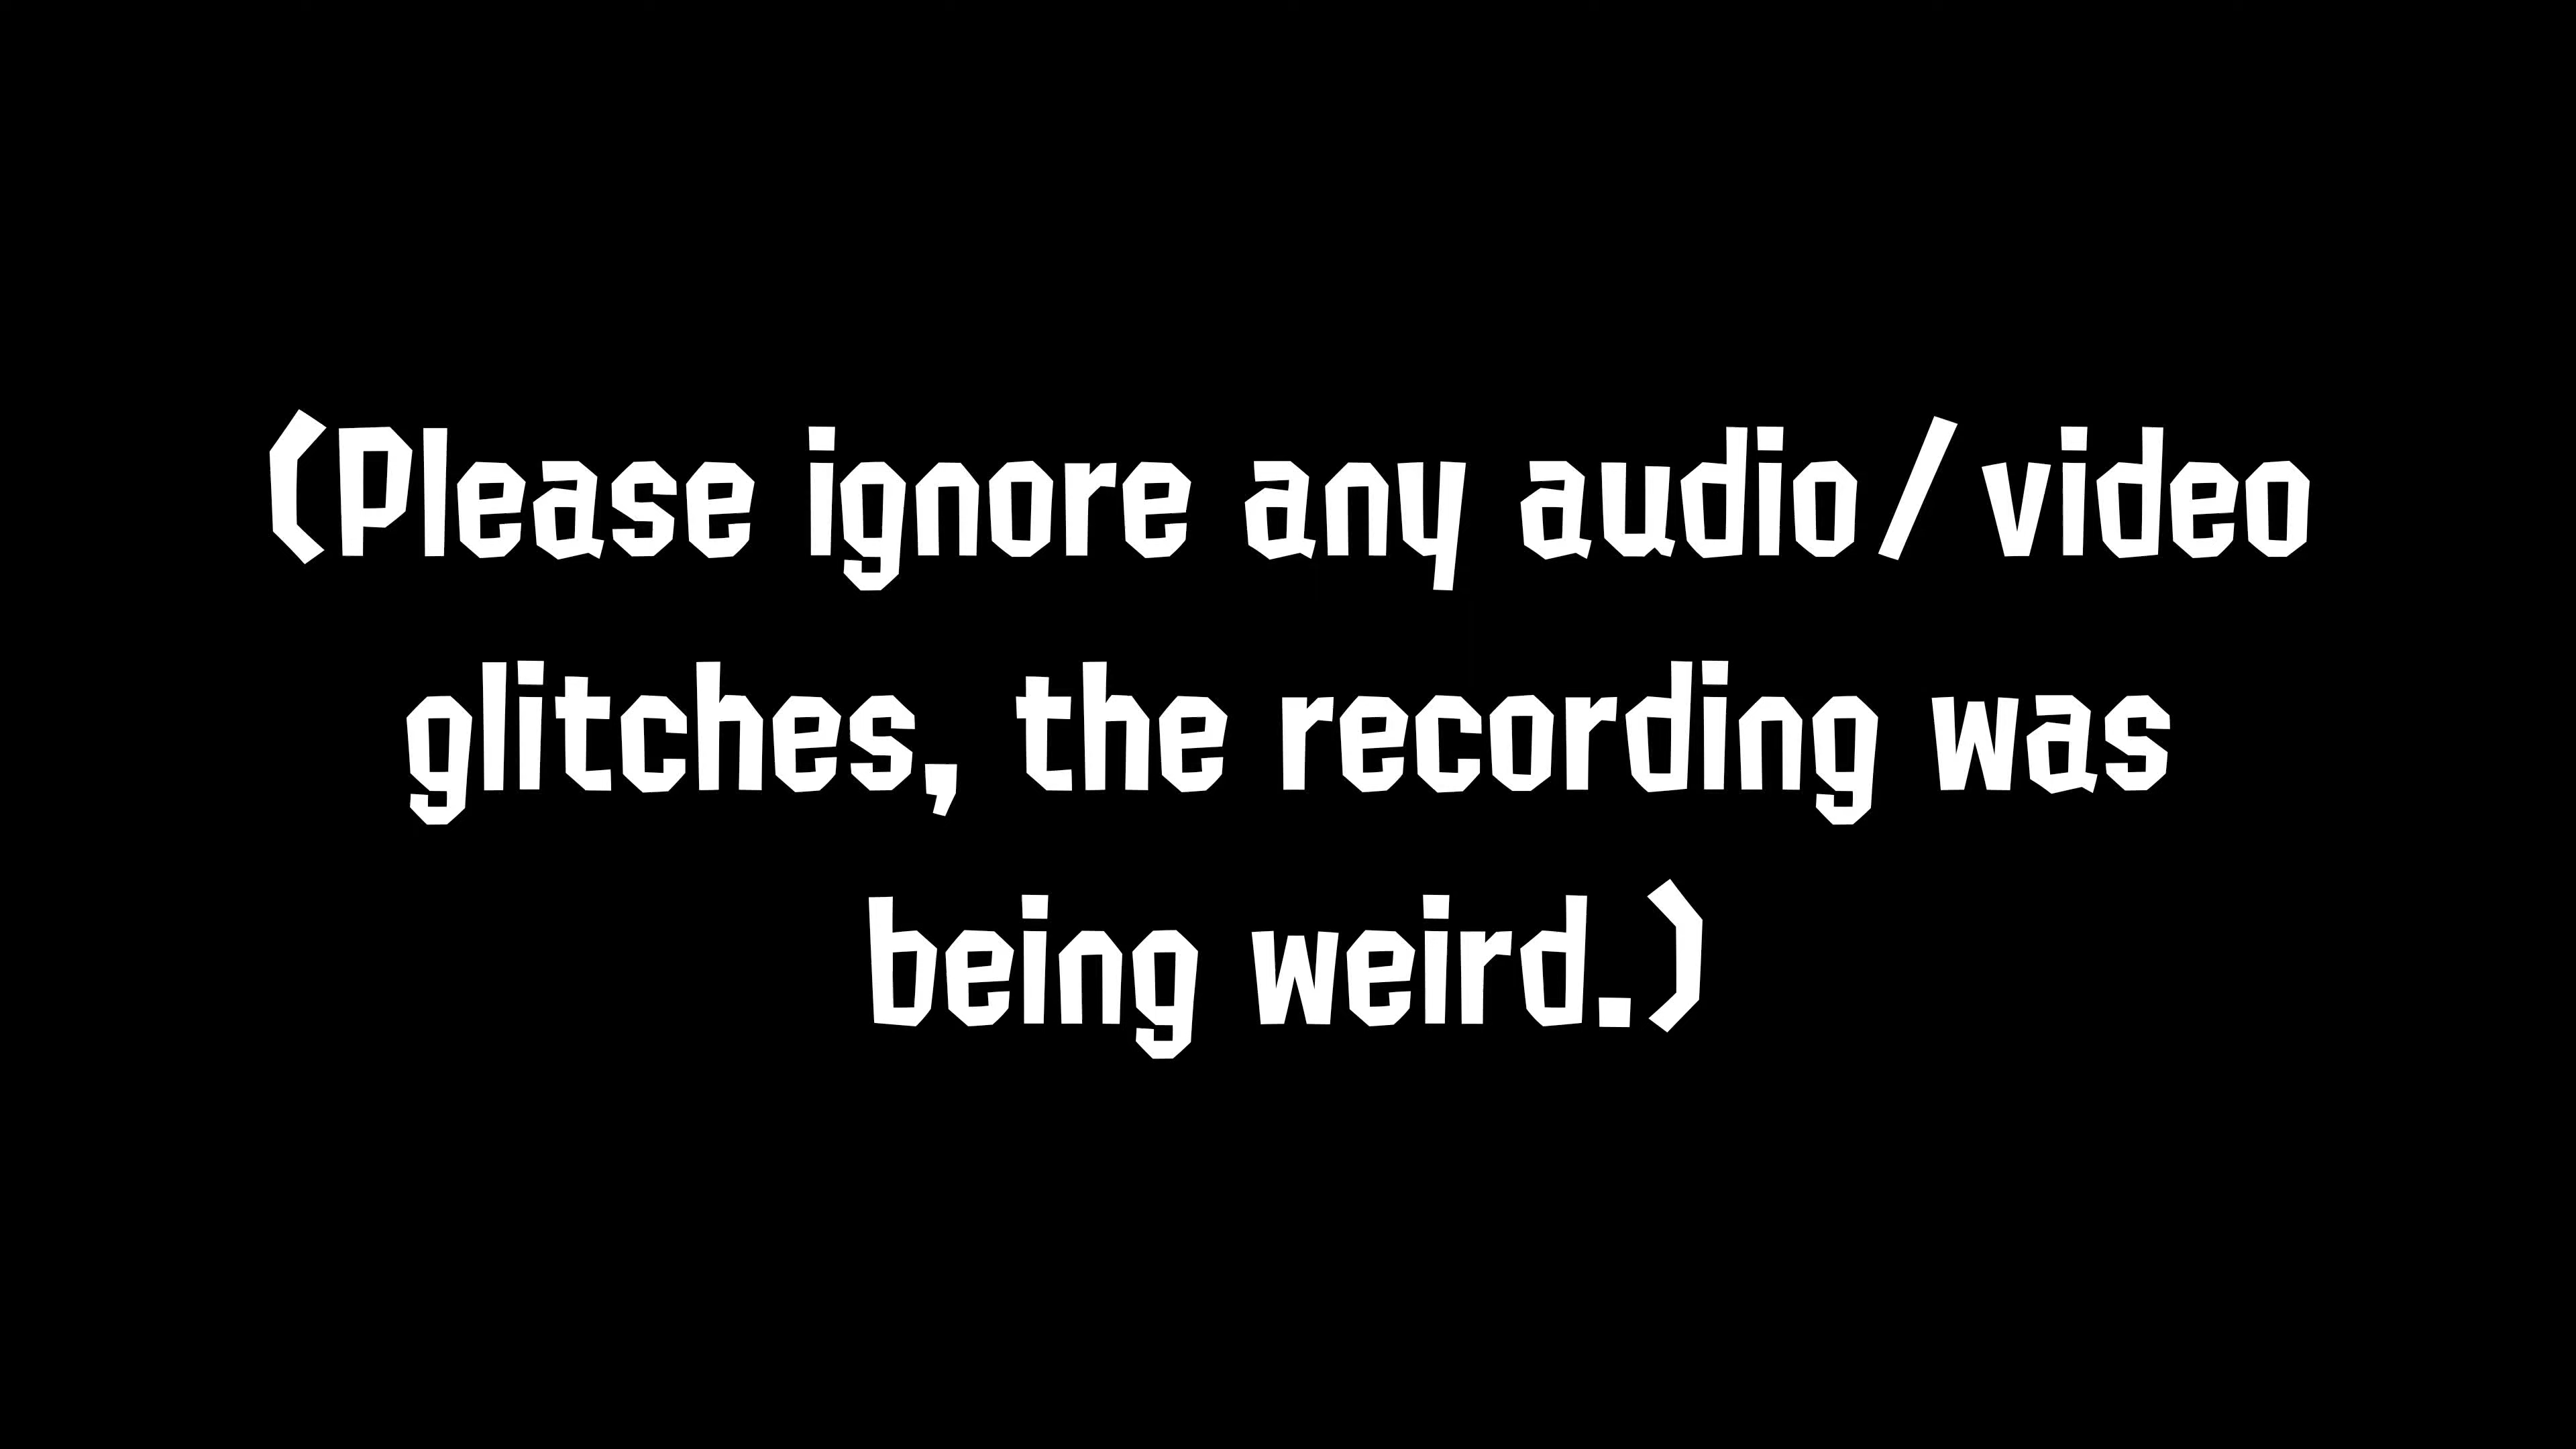 (Please ignore any audio/video
glitches, the recording was
being weird.)